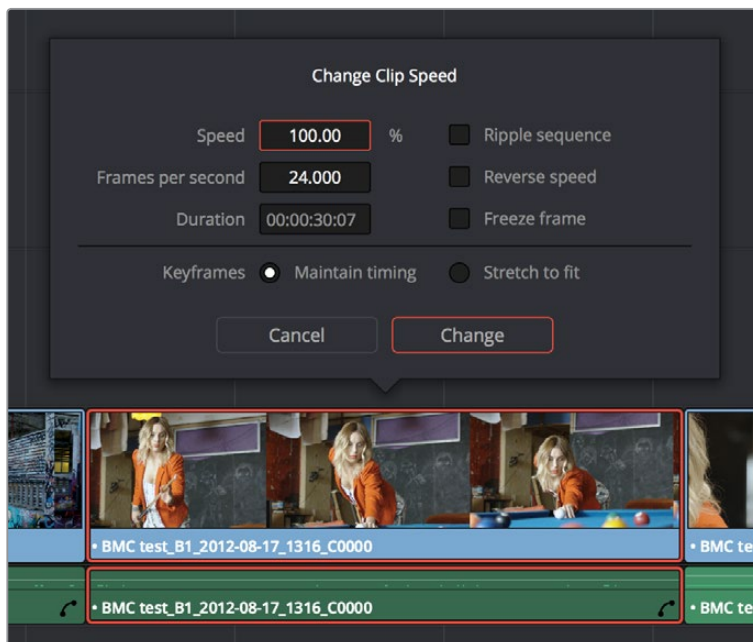 Change Clip Speed
Speed 100.00 % Ripple sequence
Frames per second 24.000 Reverse speed
Duration 00:00:30:07 Freeze frame
Keyframes Maintain timing Stretch to fit
Cancel Change
• BMC test_B1_2012-08-17_1316_C0000 • BMC te
• BMC test_B1_2012-08-17_1316_C0000 • BMC te